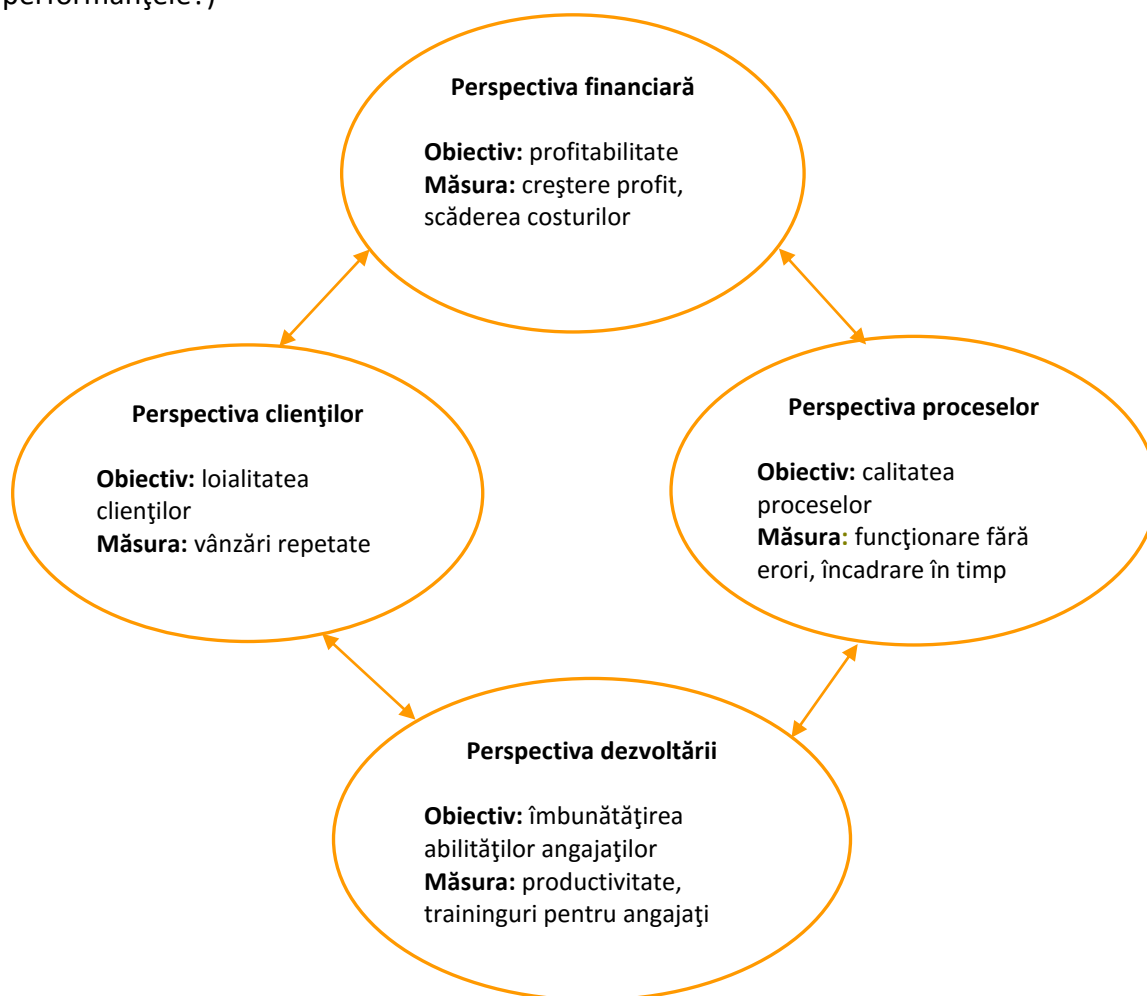 performanţele?)
Perspectiva financiară
Obiectiv: profitabilitate
Măsura: creştere profit,
scăderea costurilor
Perspectiva clienţilor
Obiectiv: loialitatea
clienţilor
Măsura: vânzări repetate
Perspectiva proceselor
Obiectiv: calitatea
proceselor
Măsura: funcţionare fără
erori, încadrare în timp
Perspectiva dezvoltării
Obiectiv: îmbunătăţirea
abilităţilor angajaţilor
Măsura: productivitate,
traininguri pentru angajaţi